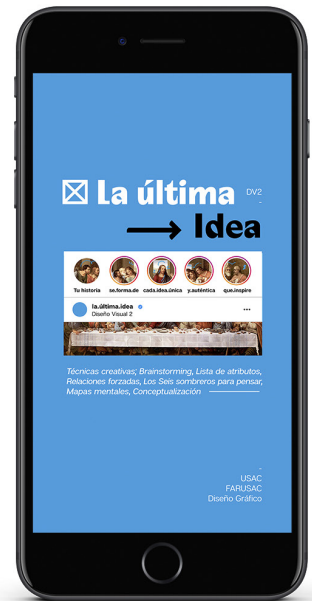 La última
DV2
-
Idea
Tu historia
se.forma.de
cada.idea.única
y.auténtica
que.inspire
la.última.idea
Diseño Visual 2
Técnicas creativas; Brainstorming, Lista de atributos,
Relaciones forzadas, Los Seis sombreros para pensar,
Mapas mentales, Conceptualización
-
USAC
FARUSAC
Diseño Gráfico